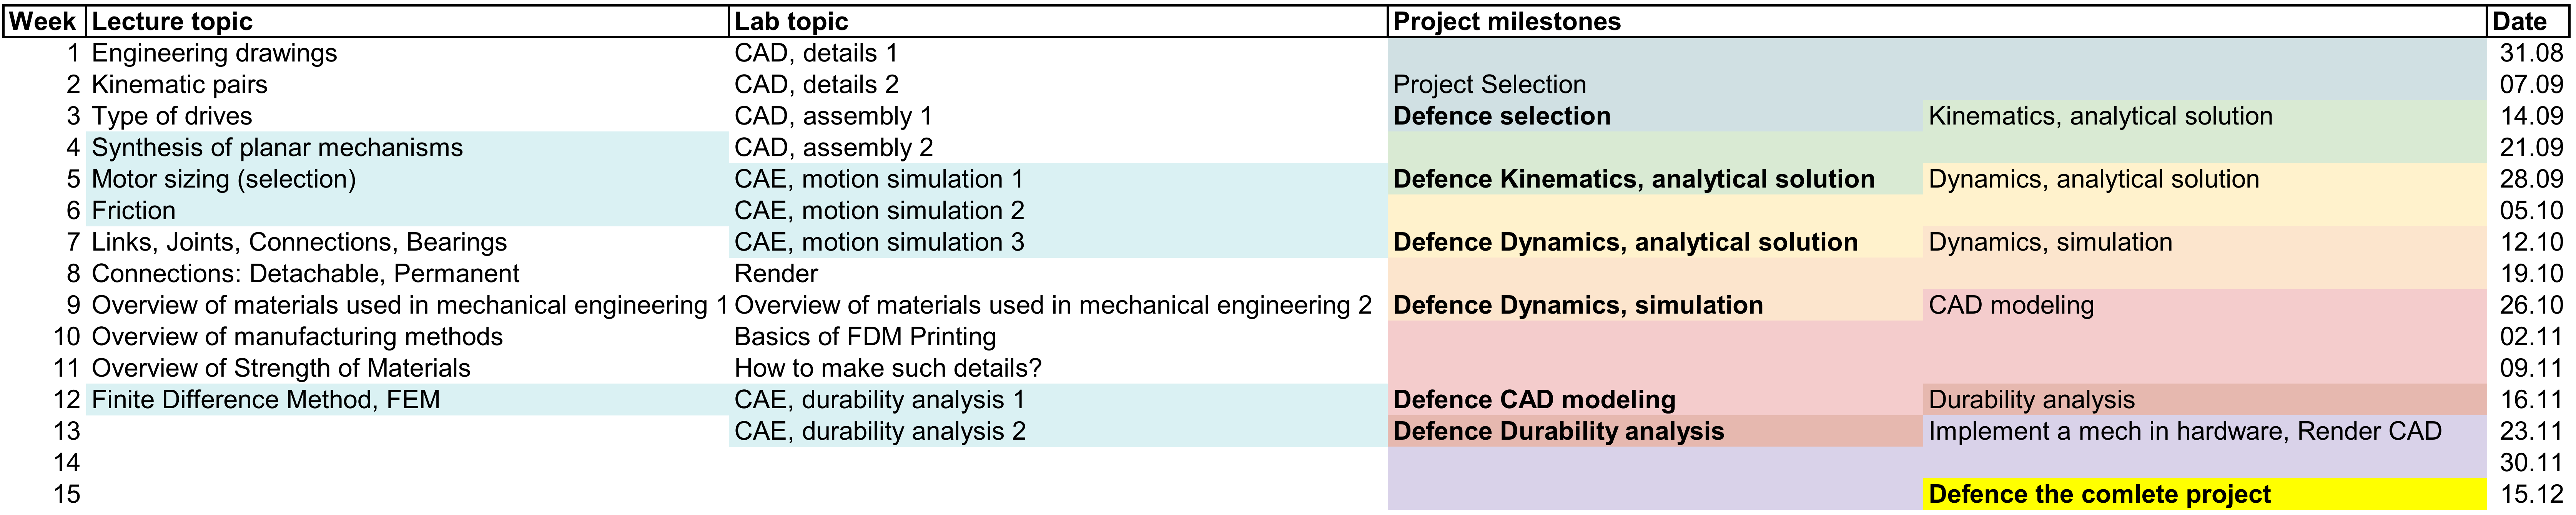 Week Lecture topic Lab topic Project milestones Date
1 Engineering drawings CAD, details 1 31.08
2 Kinematic pairs CAD, details 2 Project Selection 07.09
3 Type of drives CAD, assembly 1 Defence selection Kinematics, analytical solution 14.09
4 Synthesis of planar mechanisms CAD, assembly 2 21.09
5 Motor sizing (selection) CAE, motion simulation 1 Defence Kinematics, analytical solution Dynamics, analytical solution 28.09
6 Friction CAE, motion simulation 2 05.10
7 Links, Joints, Connections, Bearings CAE, motion simulation 3 Defence Dynamics, analytical solution Dynamics, simulation 12.10
8 Connections: Detachable, Permanent Render 19.10
9 Overview of materials used in mechanical engineering 1 Overview of materials used in mechanical engineering 2 Defence Dynamics, simulation CAD modeling 26.10
10 Overview of manufacturing methods Basics of FDM Printing 02.11
11 Overview of Strength of Materials How to make such details? 09.11
12 Finite Difference Method, FEM CAE, durability analysis 1 Defence CAD modeling Durability analysis 16.11
13 CAE, durability analysis 2 Defence Durability analysis Implement a mech in hardware, Render CAD 23.11
14 30.11
15 Defence the comlete project 15.12